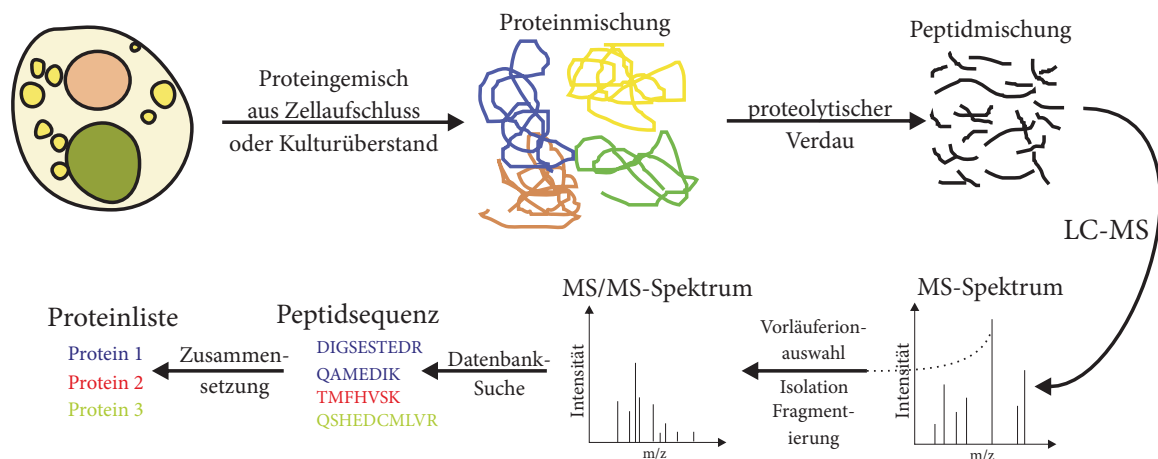 Proteinmischung
Peptidmischung
Proteingemisch
aus Zellaufschluss
oder Kulturüberstand
proteolytischer
Verdau
LC-MS
MS-Spektrum
Intensität
m/z
Vorläuferion-
auswahl
Isolation
Fragment-
ierung
MS/MS-Spektrum
Intensität
m/z
Datenbank-
Suche
Peptidsequenz
DIGSESTEDR
QAMEDIK
TMFHVSK
QSHEDCMLVR
Zusammen-
setzung
Proteinliste
Protein 1
Protein 2
Protein 3